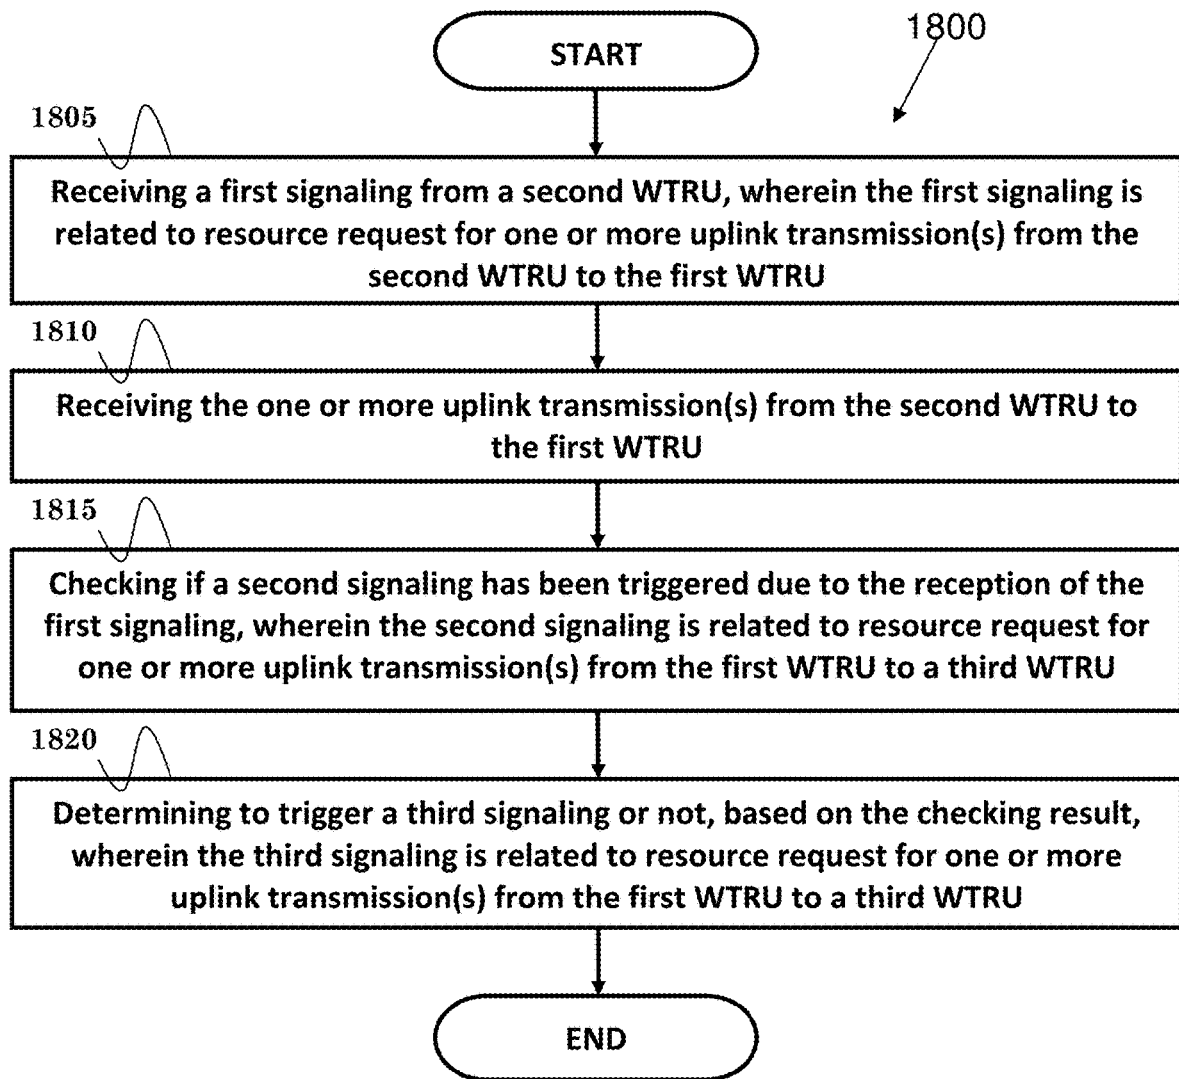 START
1800
1805
Receiving a first signaling from a second WTRU, wherein the first signaling is
related to resource request for one or more uplink transmission(s) from the
second WTRU to the first WTRU
1810
Receiving the one or more uplink transmission(s) from the second WTRU to
the first WTRU
1815
Checking if a second signaling has been triggered due to the reception of the
first signaling, wherein the second signaling is related to resource request for
one or more uplink transmission(s) from the first WTRU to a third WTRU
1820
Determining to trigger a third signaling or not, based on the checking result,
wherein the third signaling is related to resource request for one or more
uplink transmission(s) from the first WTRU to a third WTRU
END